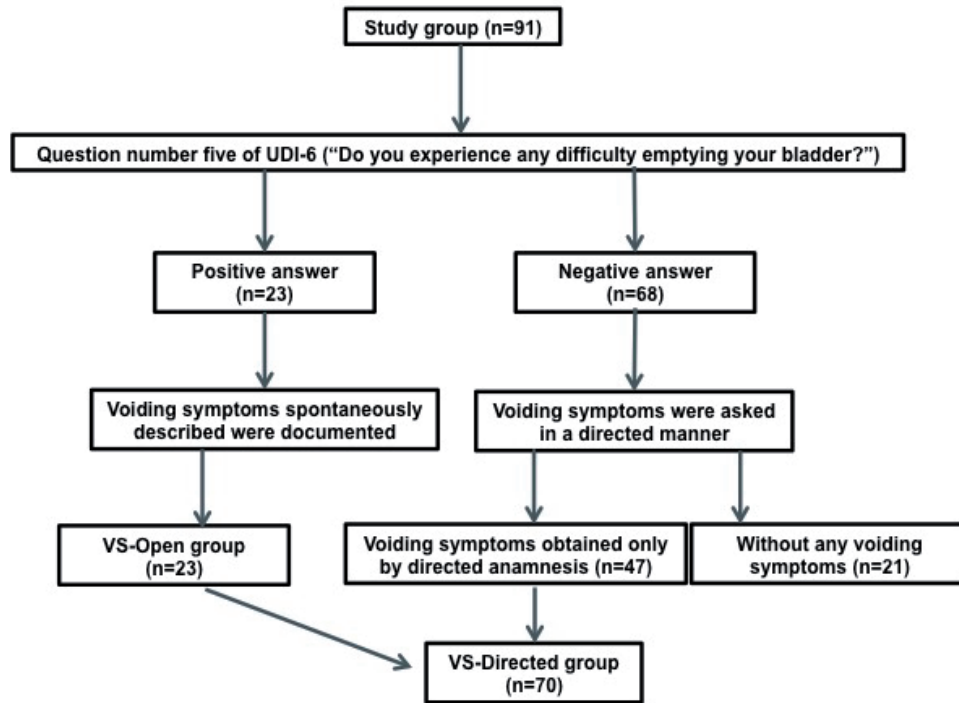 Study group (n=91)
Question number five of UDI-6 (“Do you experience any difficulty emptying your bladder?”)
Positive answer
(n=23)
Negative answer
(n=68)
Voiding symptoms spontaneously
described were documented
Voiding symptoms were asked
in a directed manner
VS-Open group
(n=23)
Voiding symptoms obtained only
by directed anamnesis (n=47)
Without any voiding
symptoms (n=21)
VS-Directed group
(n=70)